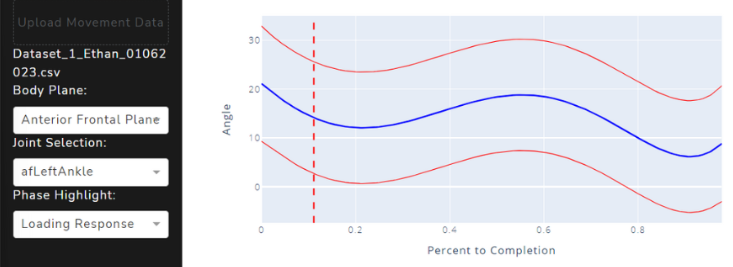 Upload Movement Data
Dataset_1_Ethan_01062
023.csv
Body Plane:
Anterior Frontal Plane
Joint Selection:
afLeftAnkle
Phase Highlight:
Loading Response
Angle
30
20
10
0
0
0.2
0.4
0.6
0.8
Percent to Completion